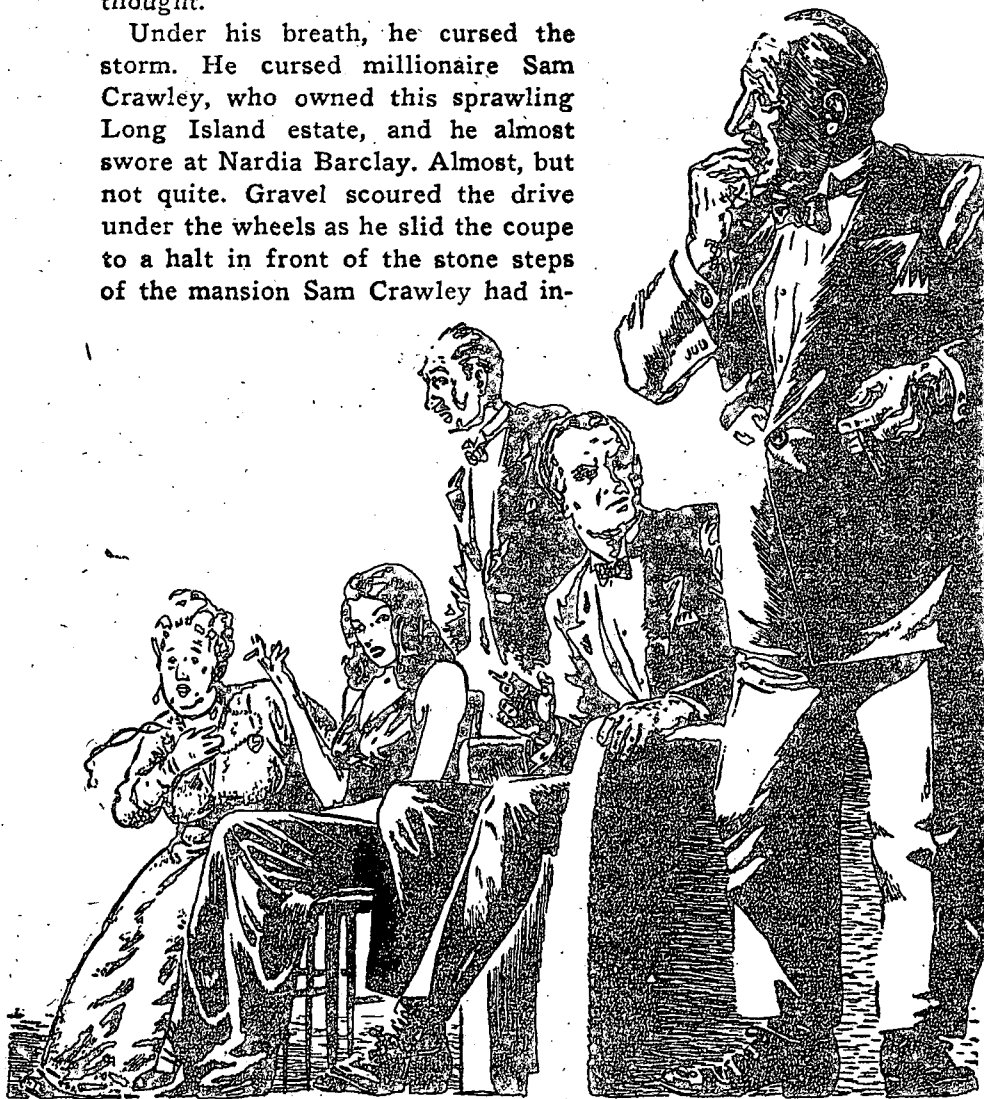 thought.
Under his breath, he cursed the
storm. He cursed millionaire Sam
Crawley, who owned this sprawling
Long Island estate, and he almost
swore at Nardia Barclay. Almost, but
not quite. Gravel scoured the drive
under the wheels as he slid the coupe
to a halt in front of the stone steps
of the mansion Sam Crawley had in-
JUD